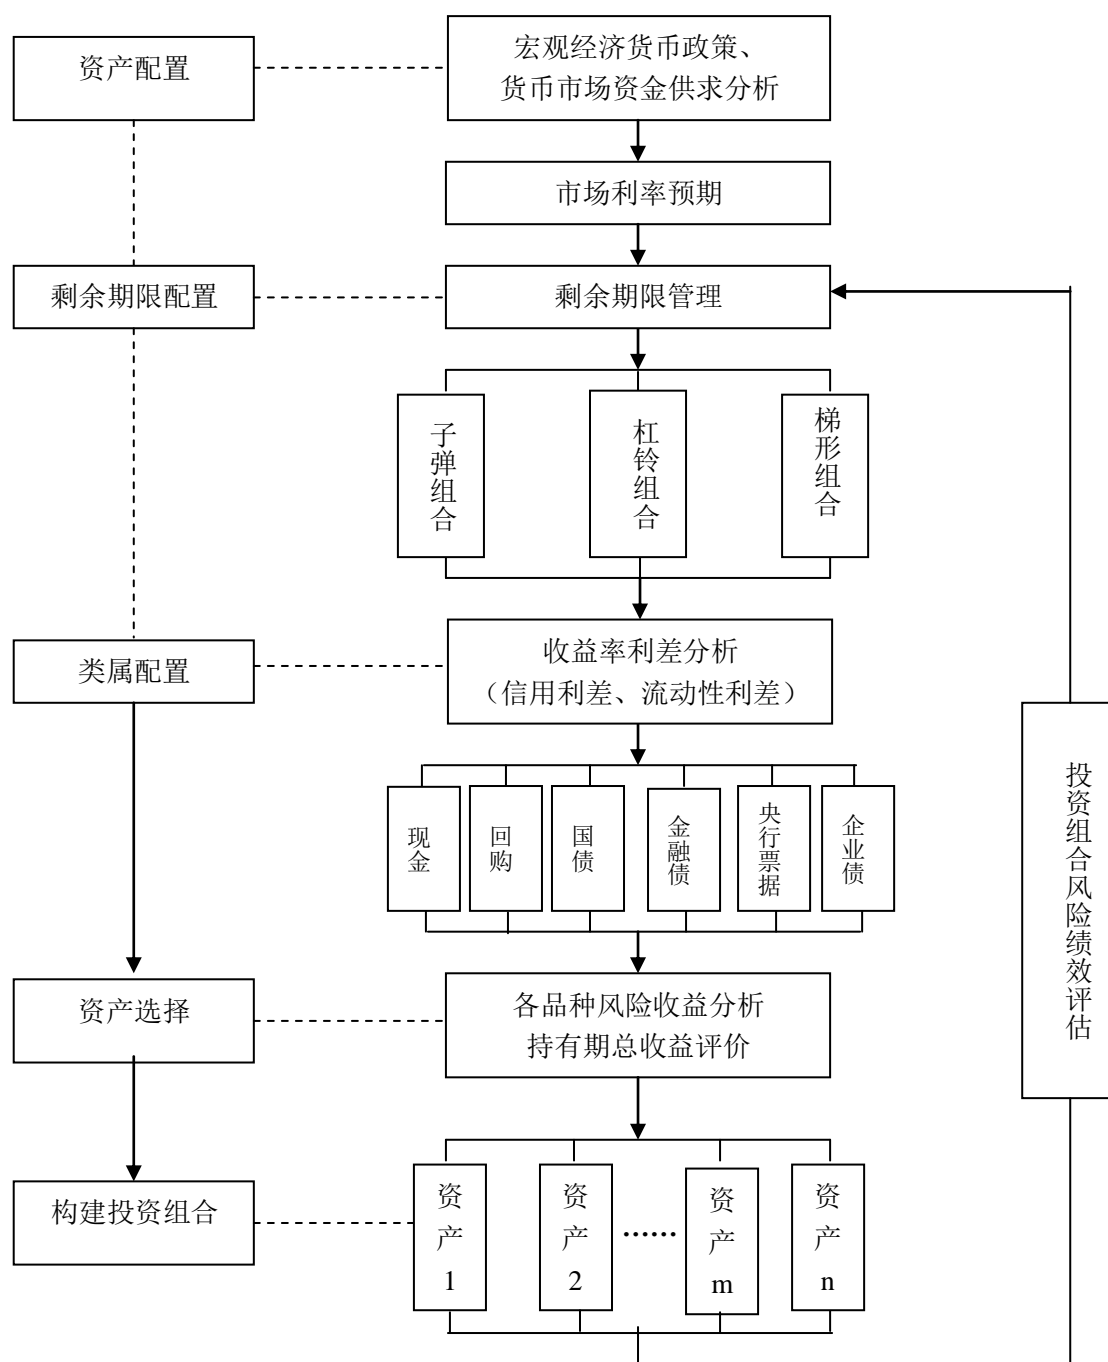 资产配置
宏观经济货币政策、
货币市场资金供求分析
市场利率预期
剩余期限配置
剩余期限管理
子弹组合
杠铃组合
梯形组合
类属配置
收益率利差分析
（信用利差、流动性利差）
现金
回购
国债
金融债
央行票据
企业债
投资组合风险绩效评估
资产选择
各品种风险收益分析
持有期总收益评价
构建投资组合
资产1
资产2
……
资产m
资产n